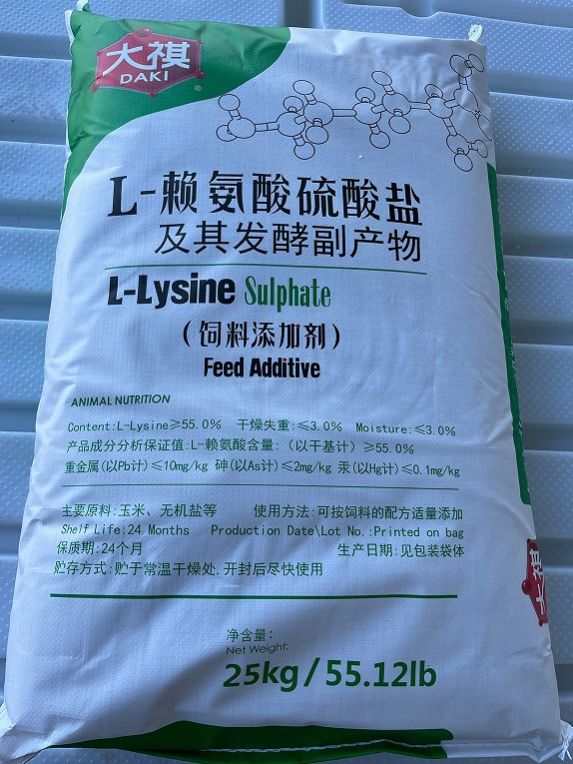 大祺
DAKI
®
L-赖氨酸硫酸盐
及其发酵副产物
L-Lysine Sulphate
(饲料添加剂)
Feed Additive
ANIMAL NUTRITION
Content:L-Lysine≥55.0% 干燥失重:≤3.0% Moisture:≤3.0%
产品成分分析保证值:L-赖氨酸含量:(以干基计)≥55.0%
重金属(以Pb计)≤10mg/kg 砷(以As计)≤2mg/kg 汞(以Hg计)≤0.1mg/kg
主要原料:玉米、无机盐等 使用方法:可按饲料的配方适量添加
Shelf Life:24 Months Production Date\Lot No.:Printed on bag
保质期:24个月 生产日期:见包装袋体
贮存方式:贮于常温干燥处,开封后尽快使用
净含量:
Net Weight:
25kg/55.12lb